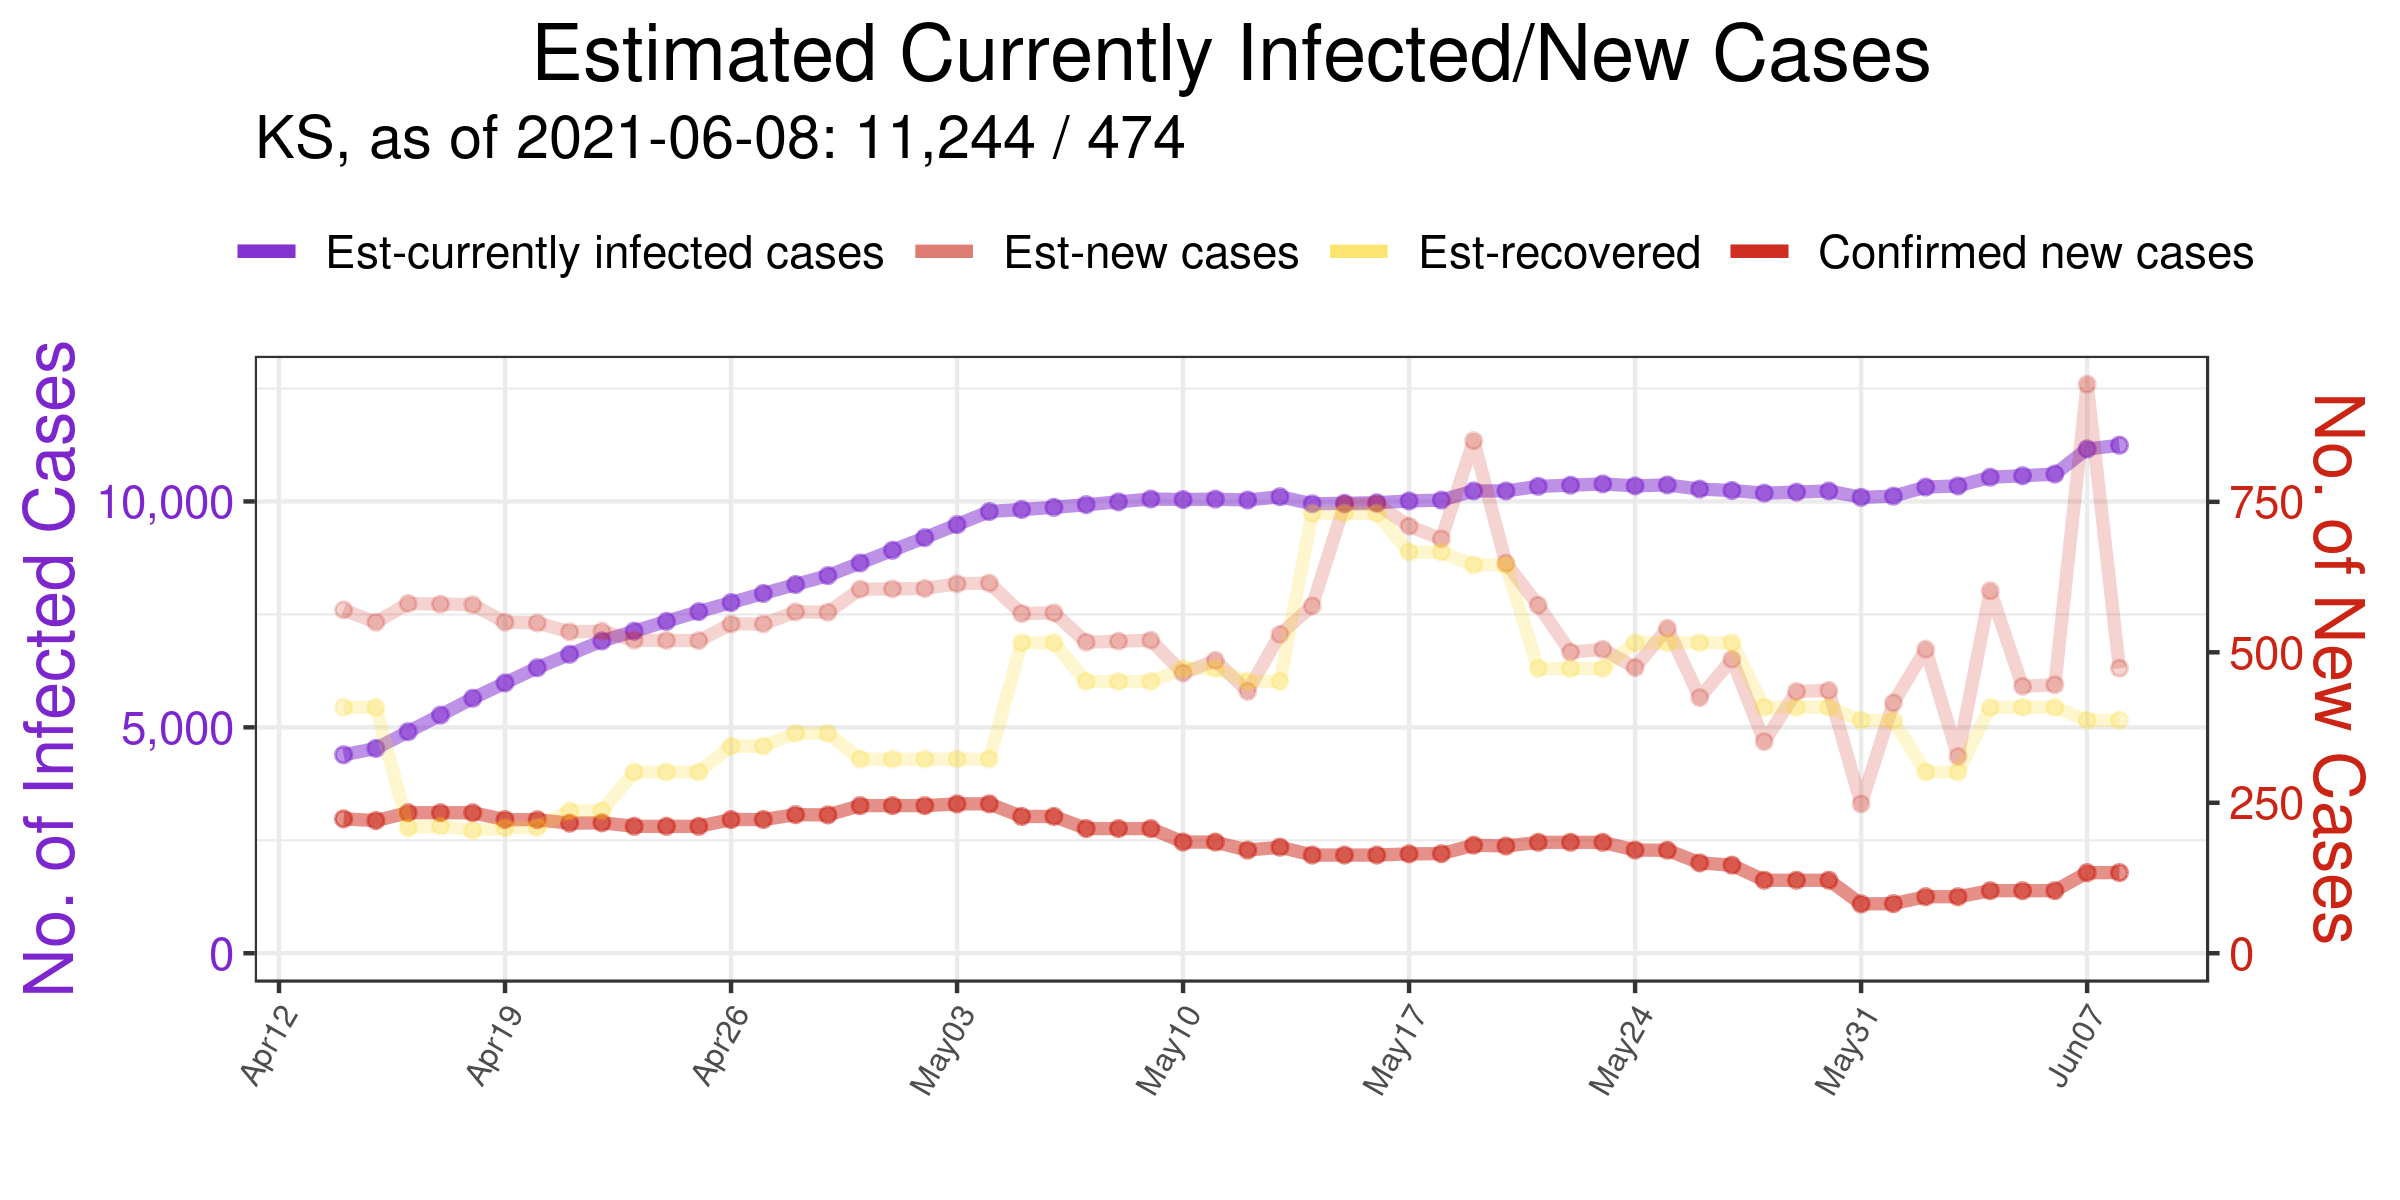 Estimated Currently Infected/New Cases
KS, as of 2021-06-08: 11,244 / 474
Est-currently infected cases Est-new cases Est-recovered Confirmed new cases
No. of Infected Cases
10,000
5,000
0
No. of New Cases
750
500
250
0
Apr12 Apr19 Apr26 May03 May10 May17 May24 May31 Jun07